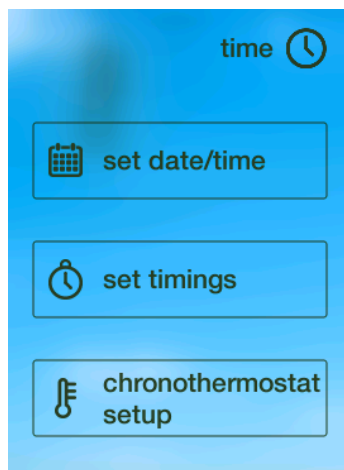 time
set date/time
set timings
chronothermostat
setup